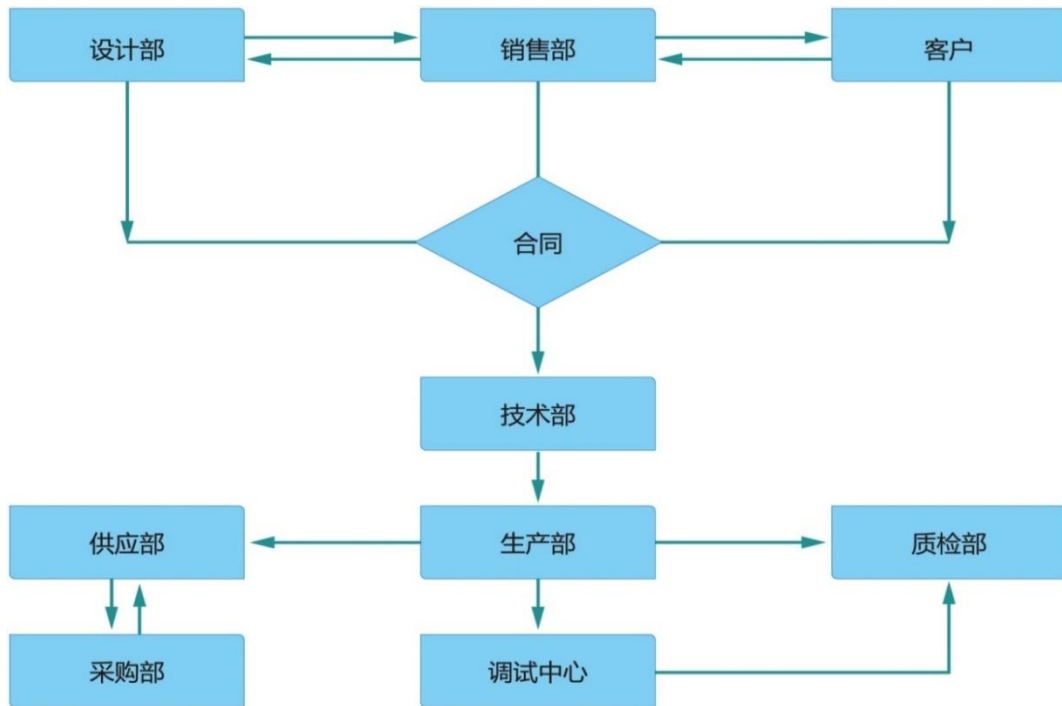 设计部
销售部
客户
合同
技术部
供应部
生产部
质检部
采购部
调试中心